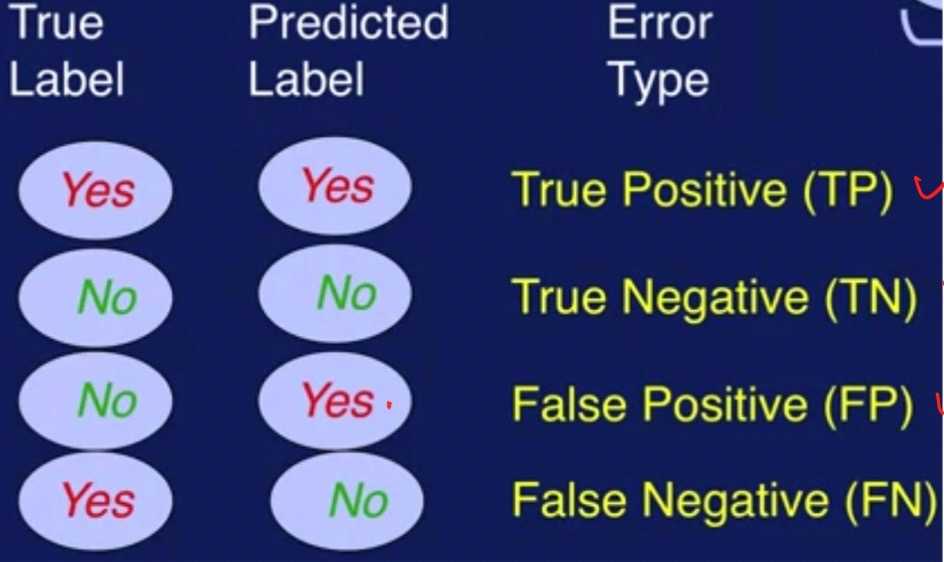 True Predicted Error
Label Label Type
Yes Yes True Positive (TP)
No No True Negative (TN)
No Yes False Positive (FP)
Yes No False Negative (FN)